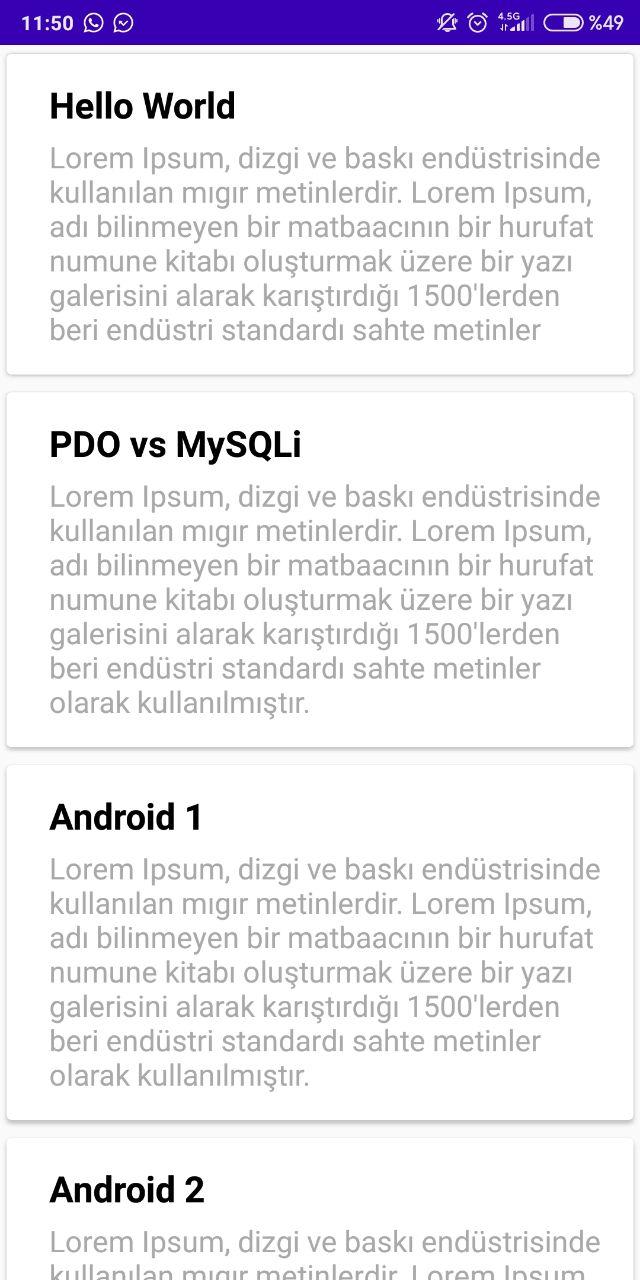 11:50 4.5G %49
Hello World
Lorem Ipsum, dizgi ve baskı endüstrisinde
kullanılan mıgır metinlerdir. Lorem Ipsum,
adı bilinmeyen bir matbaacının bir hurufat
numune kitabı oluşturmak üzere bir yazı
galerisini alarak karıştırdığı 1500'lerden
beri endüstri standardı sahte metinler
PDO vs MySQLi
Lorem Ipsum, dizgi ve baskı endüstrisinde
kullanılan mıgır metinlerdir. Lorem Ipsum,
adı bilinmeyen bir matbaacının bir hurufat
numune kitabı oluşturmak üzere bir yazı
galerisini alarak karıştırdığı 1500'lerden
beri endüstri standardı sahte metinler
olarak kullanılmıştır.
Android 1
Lorem Ipsum, dizgi ve baskı endüstrisinde
kullanılan mıgır metinlerdir. Lorem Ipsum,
adı bilinmeyen bir matbaacının bir hurufat
numune kitabı oluşturmak üzere bir yazı
galerisini alarak karıştırdığı 1500'lerden
beri endüstri standardı sahte metinler
olarak kullanılmıştır.
Android 2
Lorem Ipsum, dizgi ve baskı endüstrisinde
kullanılan mıgır metinlerdir. Lorem Ipsum,